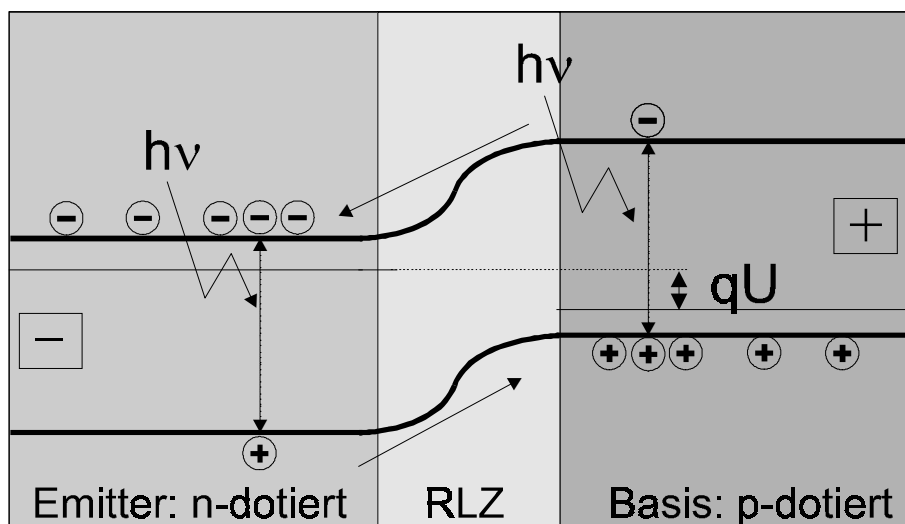 hν
hν
qU
Emitter: n-dotiert RLZ Basis: p-dotiert